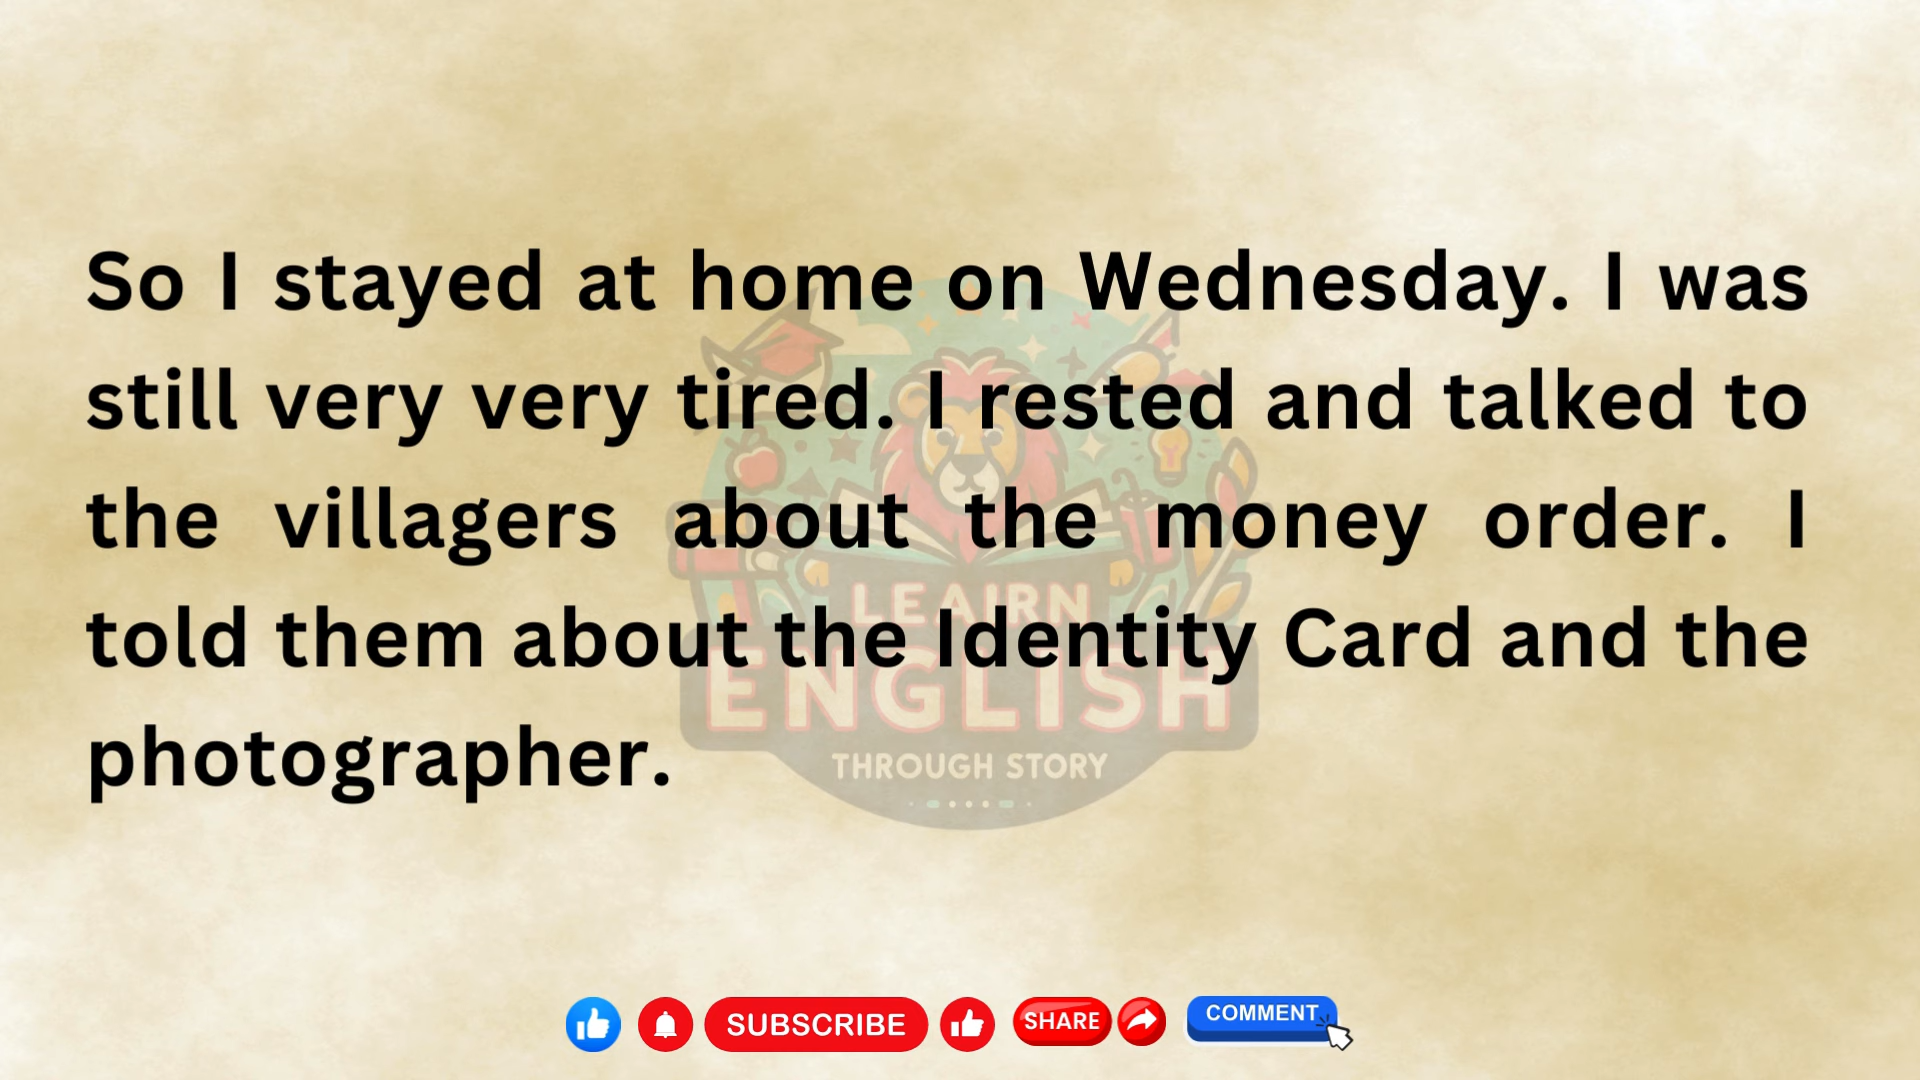 So I stayed at home on Wednesday. I was
still very very tired. I rested and talked to
the villagers about the money order. I
told them about the Identity Card and the
photographer.
LEAIRN
ENGLISH
THROUGH STORY
SUBSCRIBE
SHARE
COMMENT